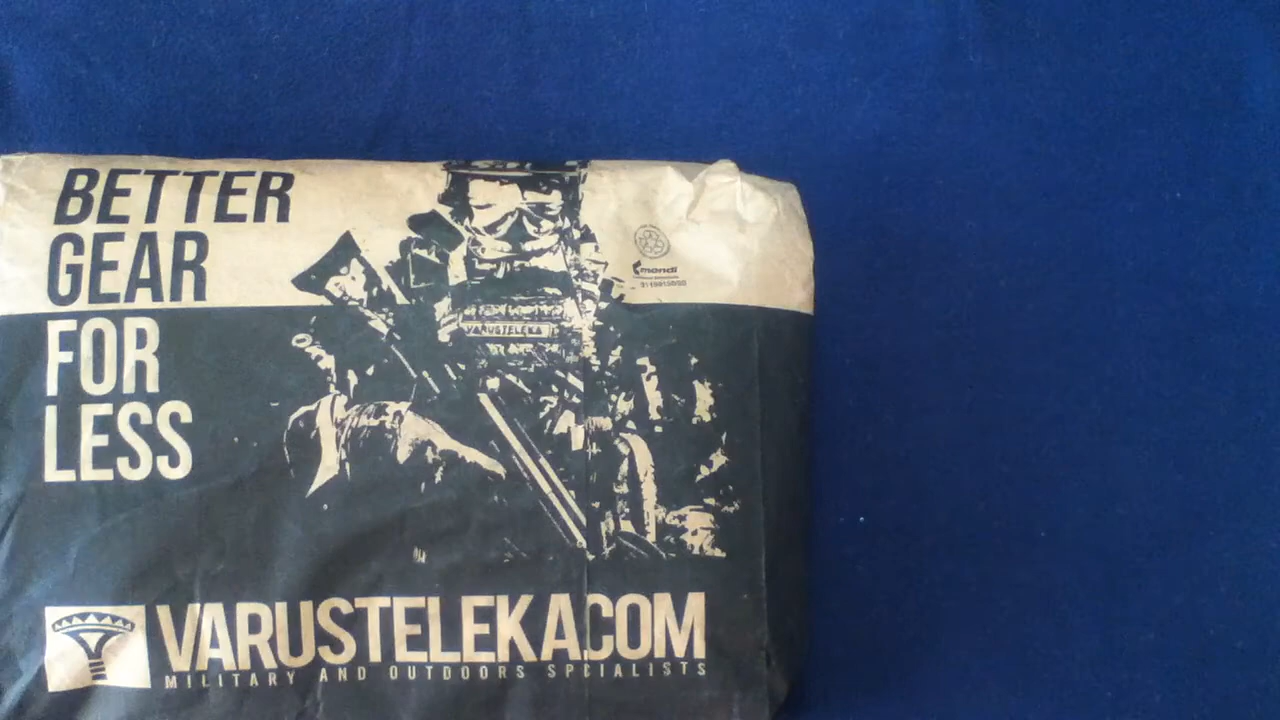 BETTER
GEAR
FOR
LESS
VARUSTELEKA
mondi
VARUSTELEKA.COM
MILITARY AND OUTDOORS SPECIALISTS